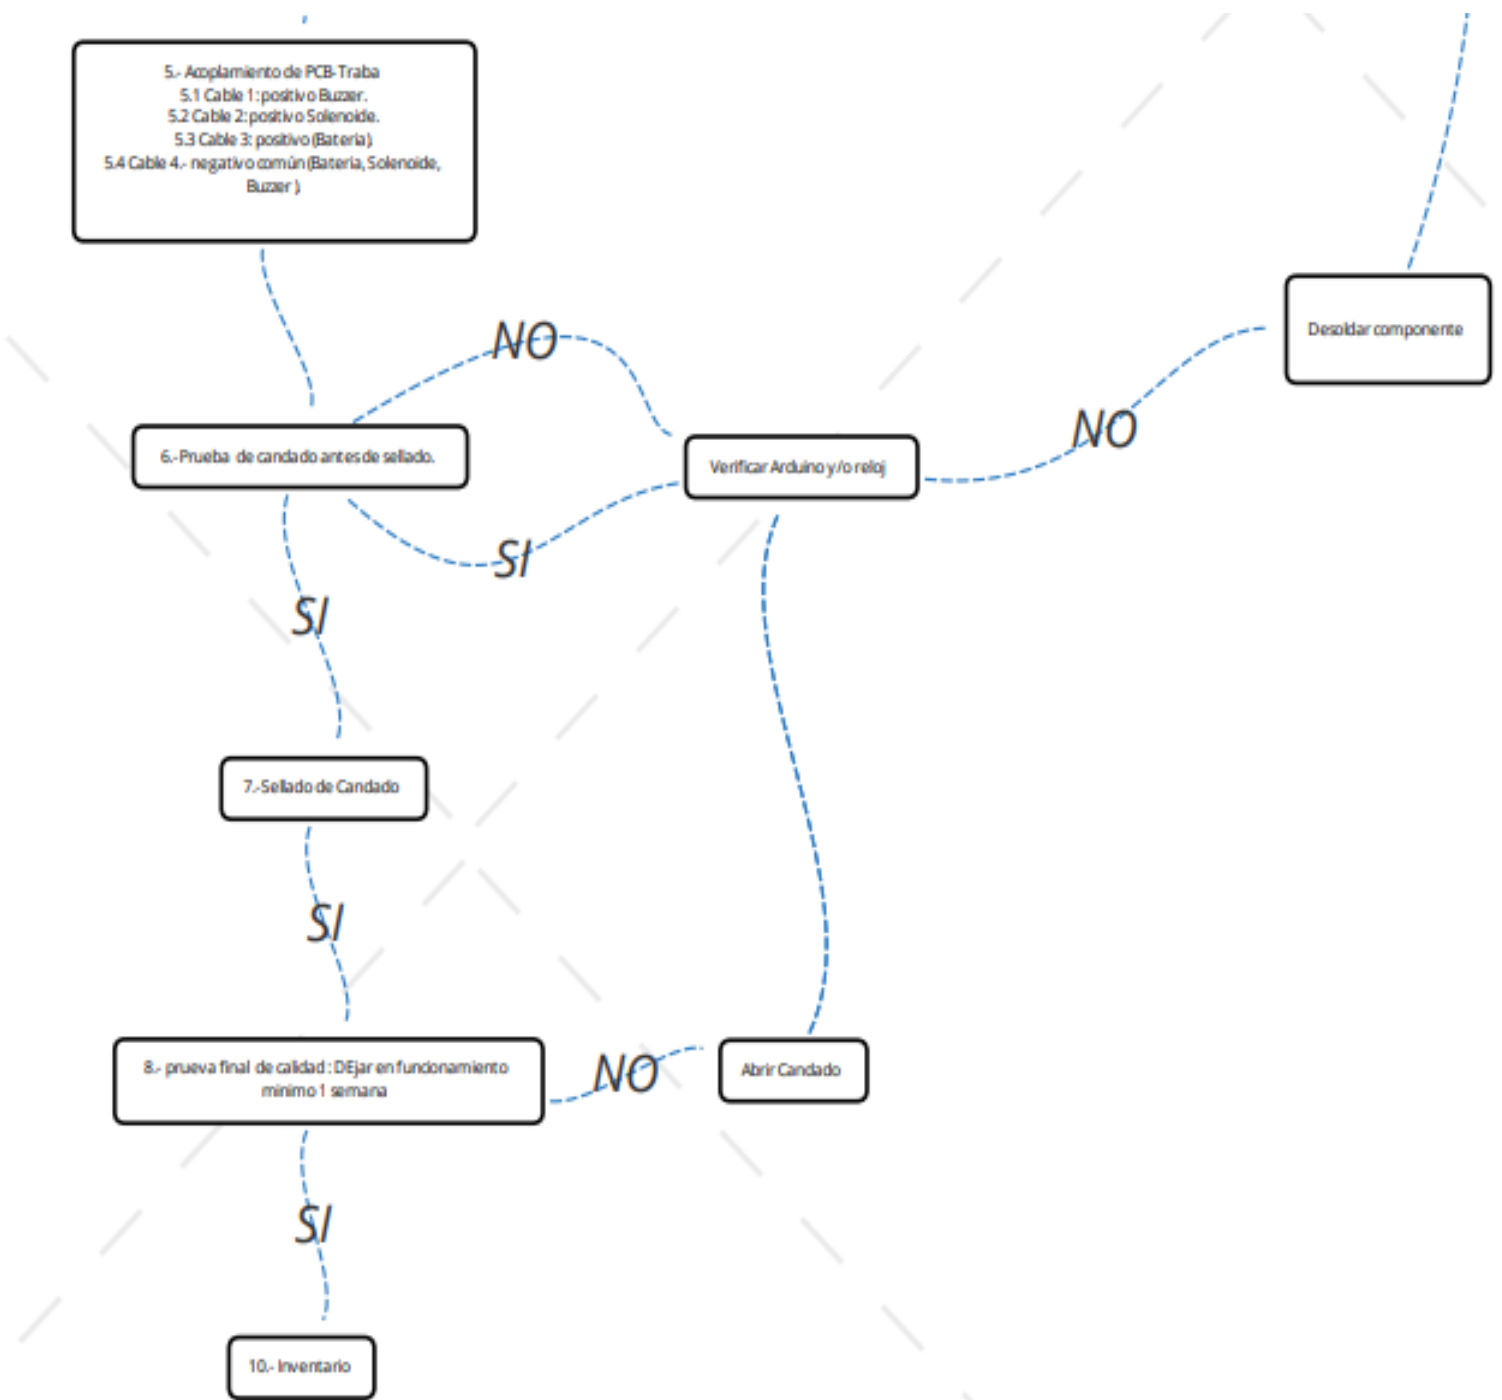 5.- Acoplamiento de PCB-Traba
5.1 Cable 1: positivo Buzzer.
5.2 Cable 2: positivo Solenoide.
5.3 Cable 3: positivo (Bateria).
5.4 Cable 4.- negativo común (Bateria, Solenoide,
Buzzer ).
Desoldar componente
NO
NO
6.-Prueba de candado antes de sellado.
Verificar Arduino y/o reloj
SI
SI
7.-Sellado de Candado
SI
8.- prueva final de calidad : DEjar en funcionamiento
minimo 1 semana
NO
Abrir Candado
SI
10.- Inventario